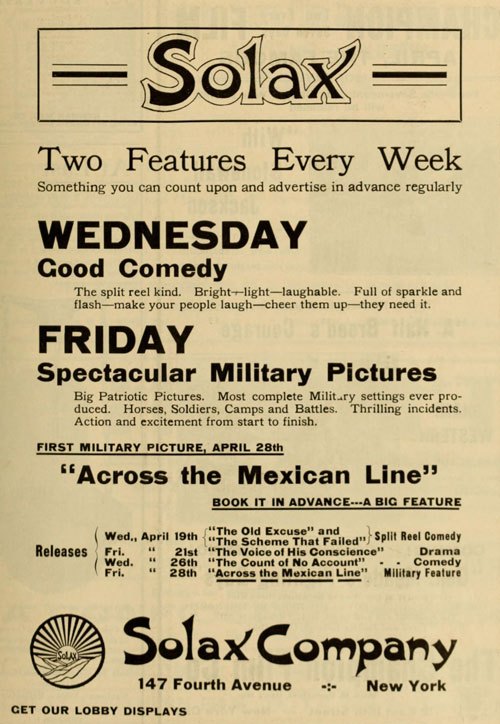 Solax
Two Features Every Week
Something you can count upon and advertise in advance regularly
WEDNESDAY
Good Comedy
The split reel kind. Bright—light—laughable. Full of sparkle and
flash—make your people laugh—cheer them up—they need it.
FRIDAY
Spectacular Military Pictures
Big Patriotic Pictures. Most complete Military settings ever pro-
duced. Horses, Soldiers, Camps and Battles. Thrilling incidents.
Action and excitement from start to finish.
FIRST MILITARY PICTURE, APRIL 28th
"Across the Mexican Line"
BOOK IT IN ADVANCE---A BIG FEATURE
Releases
Wed., April 19th "The Old Excuse" and
"The Scheme That Failed" Split Reel Comedy
Fri. " 21st "The Voice of His Conscience" Drama
Wed. " 26th "The Count of No Account" - - Comedy
Fri. " 28th "Across the Mexican Line" Military Feature
SOLAX
Solax Company
147 Fourth Avenue -:- New York
GET OUR LOBBY DISPLAYS